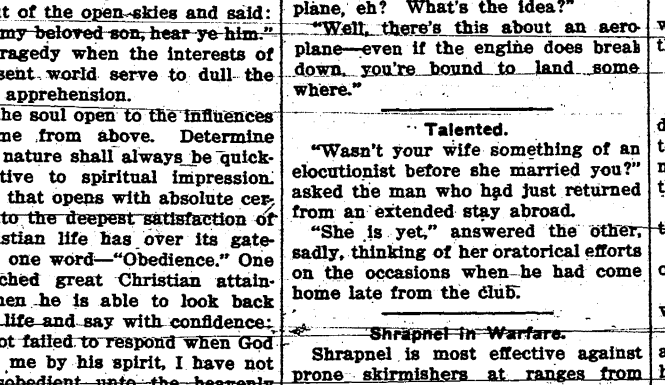 t of the open skies and said:
my beloved son, hear ye him."
ragedy when the interests of
sent world serve to dull the
apprehension.
he soul open to the influences
me from above. Determine
nature shall always be quick-
tive to spiritual impression.
that opens with absolute cer-
to the deepest satisfaction of
stian life has over its gate-
one word—"Obedience." One
ched great Christian attain-
hen he is able to look back
life and say with confidence:
ot failed to respond when God
me by his spirit, I have not
sobedient unto the heavenly
plane, eh? What's the idea?"
"Well, there's this about an aero-
plane—even if the engine does break
down, you're bound to land some
where."
Talented.
"Wasn't your wife something of an
elocutionist before she married you?"
asked the man who had just returned
from an extended stay abroad.
"She is yet," answered the other,
sadly, thinking of her oratorical efforts
on the occasions when he had come
home late from the club.
Shrapnel in Warfare.
Shrapnel is most effective against
prone skirmishers at ranges from